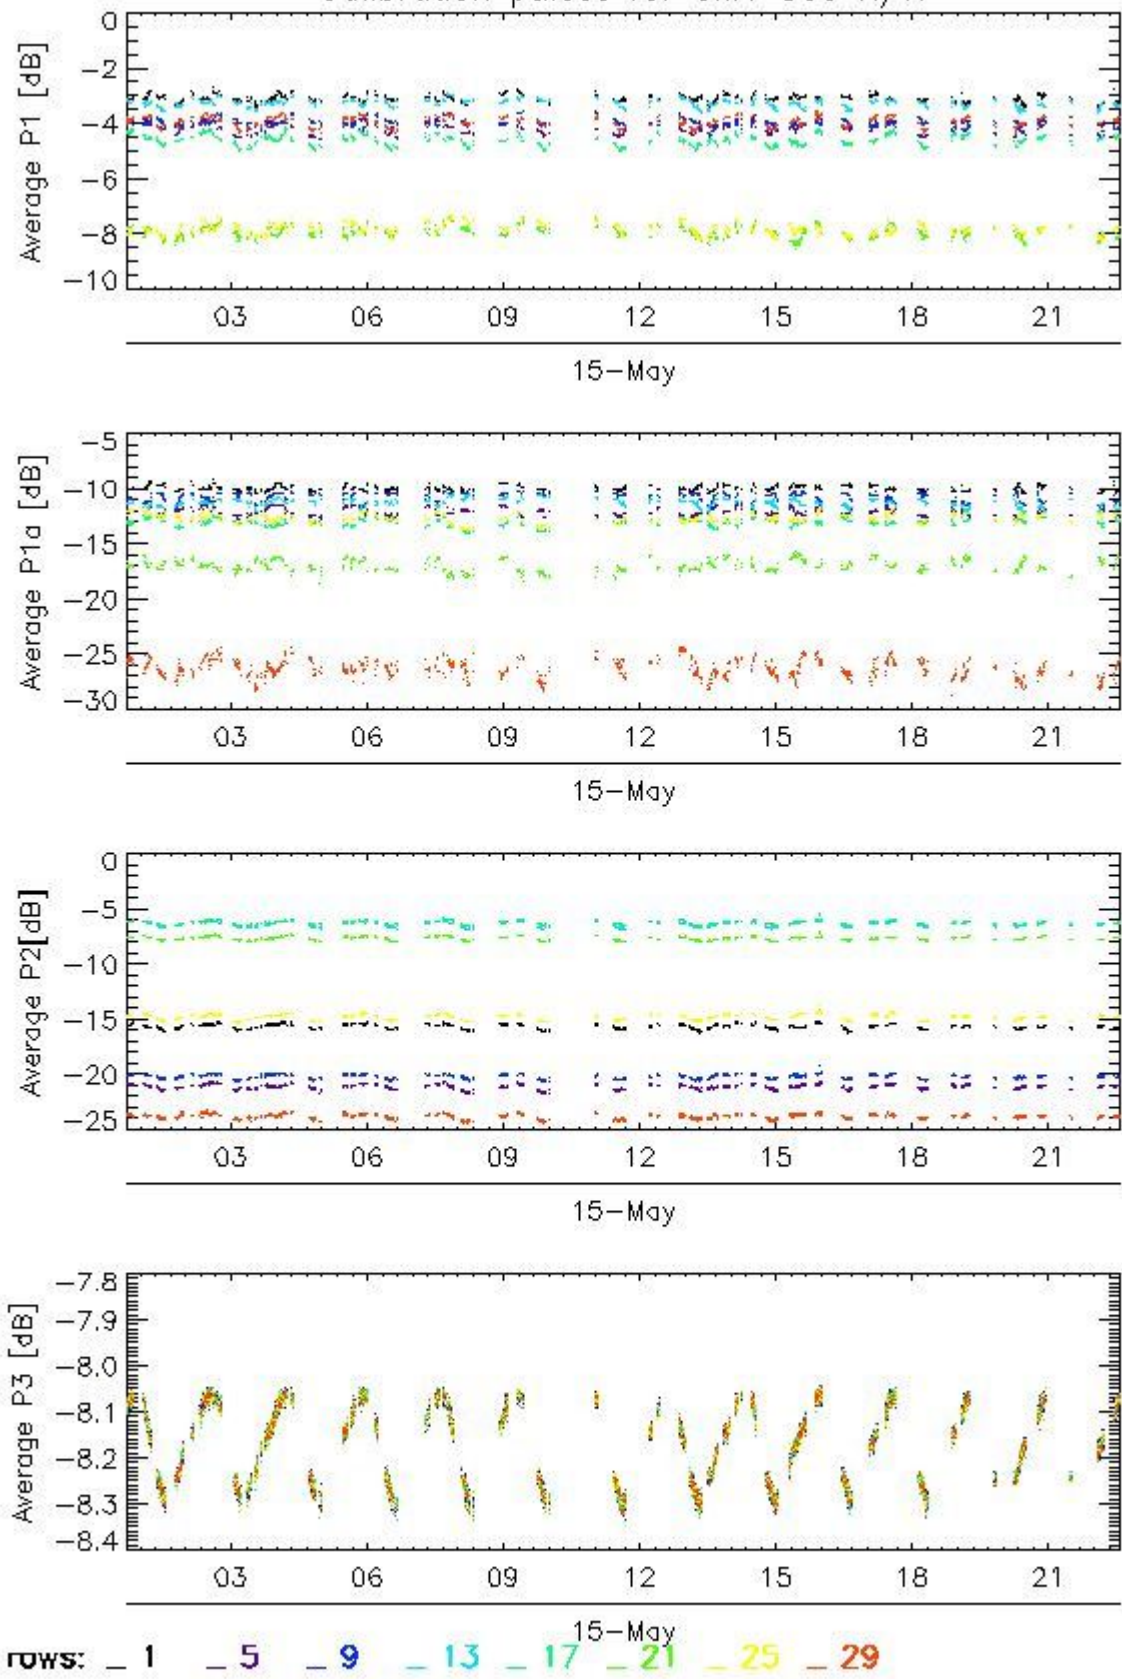 0
−2
−4
−6
−8
−10
Average P1 [dB]
03 06 09 12 15 18 21
15−May
−5
−10
−15
−20
−25
−30
Average P1a [dB]
03 06 09 12 15 18 21
15−May
0
−5
−10
−15
−20
−25
Average P2[dB]
03 06 09 12 15 18 21
15−May
−7.8
−7.9
−8.0
−8.1
−8.2
−8.3
−8.4
Average P3 [dB]
03 06 09 12 15 18 21
15−May
rows: _ 1 _ 5 _ 9 _ 13 _ 17 _ 21 _ 25 _ 29